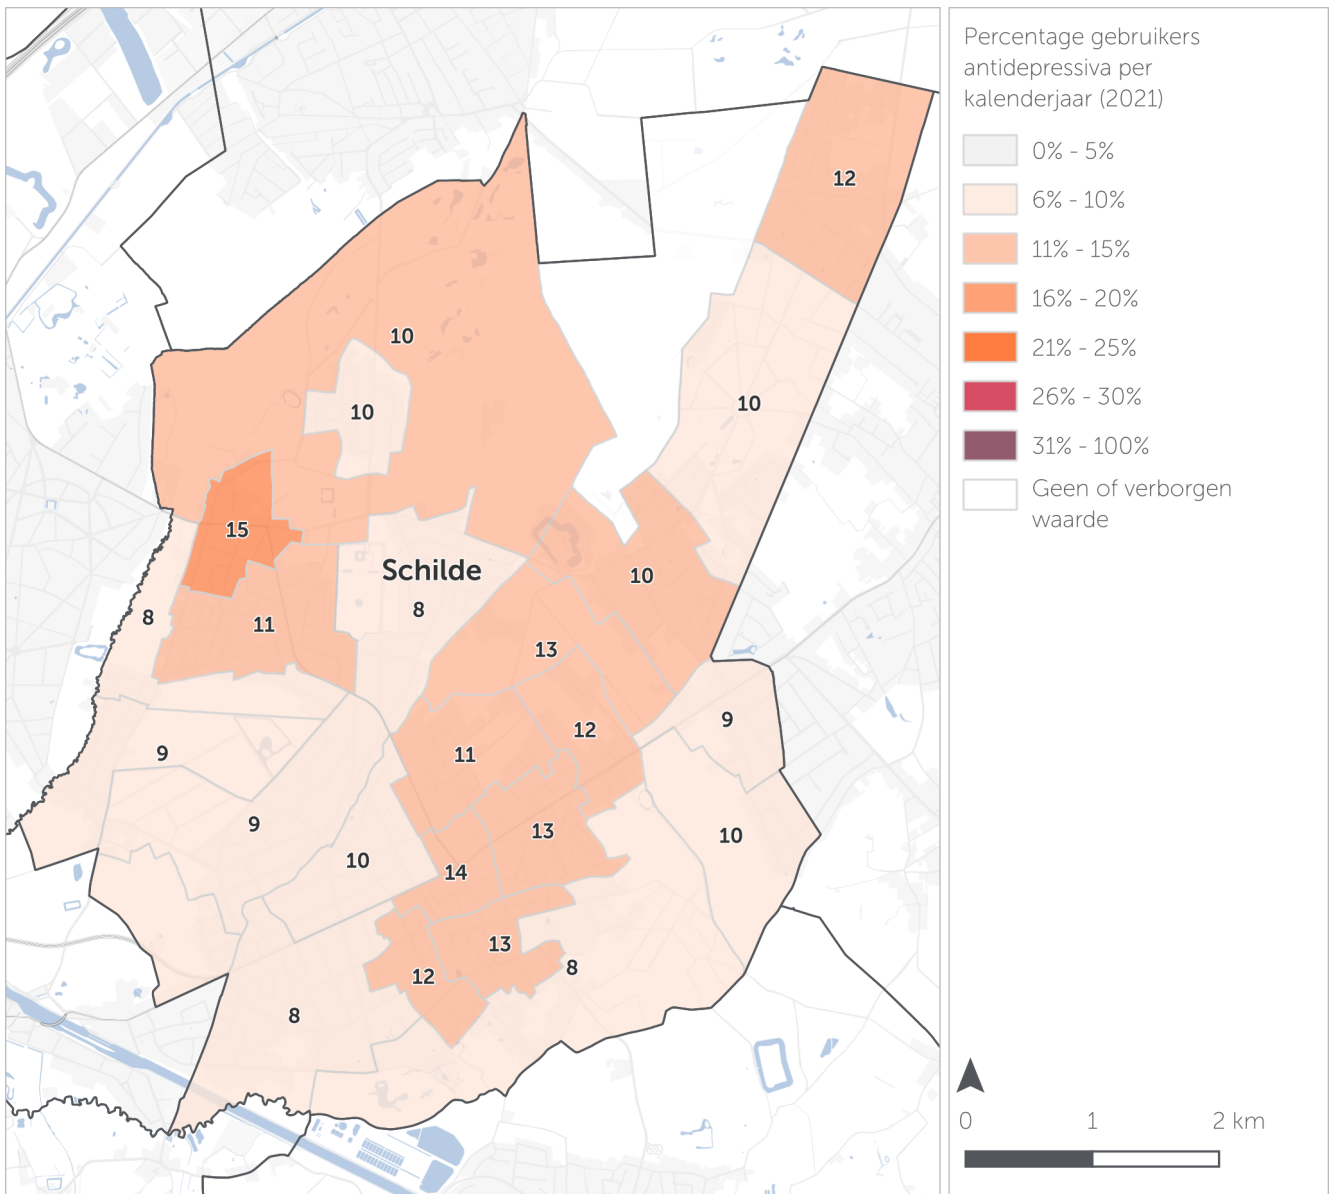 Percentage gebruikers
antidepressiva per
kalenderjaar (2021)
0% - 5%
6% - 10%
11% - 15%
16% - 20%
21% - 25%
26% - 30%
31% - 100%
Geen of verborgen
waarde
12
10
10
10
15
Schilde
10
8
8
11
13
9
12
9
11
9
13
10
10
14
13
8
12
8
0
1
2 km